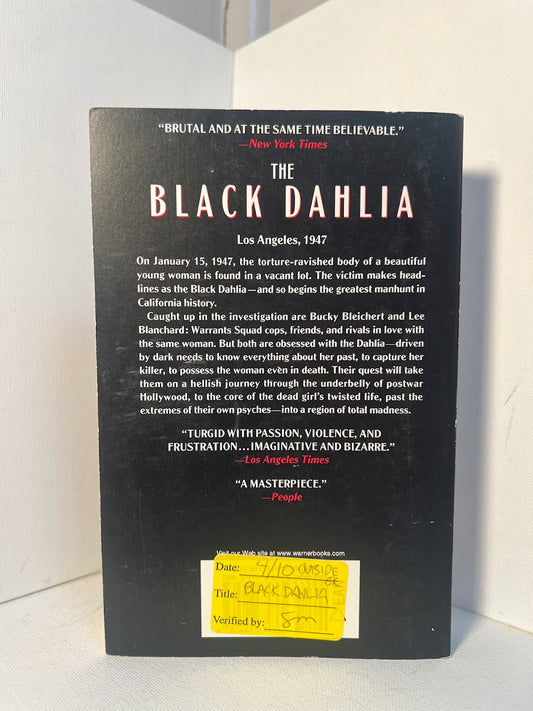 “BRUTAL AND AT THE SAME TIME BELIEVABLE.”
—New York Times
THE
BLACK DAHLIA
Los Angeles, 1947
On January 15, 1947, the torture-ravished body of a beautiful
young woman is found in a vacant lot. The victim makes head-
lines as the Black Dahlia—and so begins the greatest manhunt in
California history.
Caught up in the investigation are Bucky Bleichert and Lee
Blanchard: Warrants Squad cops, friends, and rivals in love with
the same woman. But both are obsessed with the Dahlia—driven
by dark needs to know everything about her past, to capture her
killer, to possess the woman even in death. Their quest will take
them on a hellish journey through the underbelly of postwar
Hollywood, to the core of the dead girl’s twisted life, past the
extremes of their own psyches—into a region of total madness.
“TURGID WITH PASSION, VIOLENCE, AND
FRUSTRATION...IMAGINATIVE AND BIZARRE.”
—Los Angeles Times
“A MASTERPIECE.”
—People
Visit our Web site at www.warnerbooks.com
Date: 4/10 OUTSIDE
Title: BLACK DAHLIA
Verified by: Sm